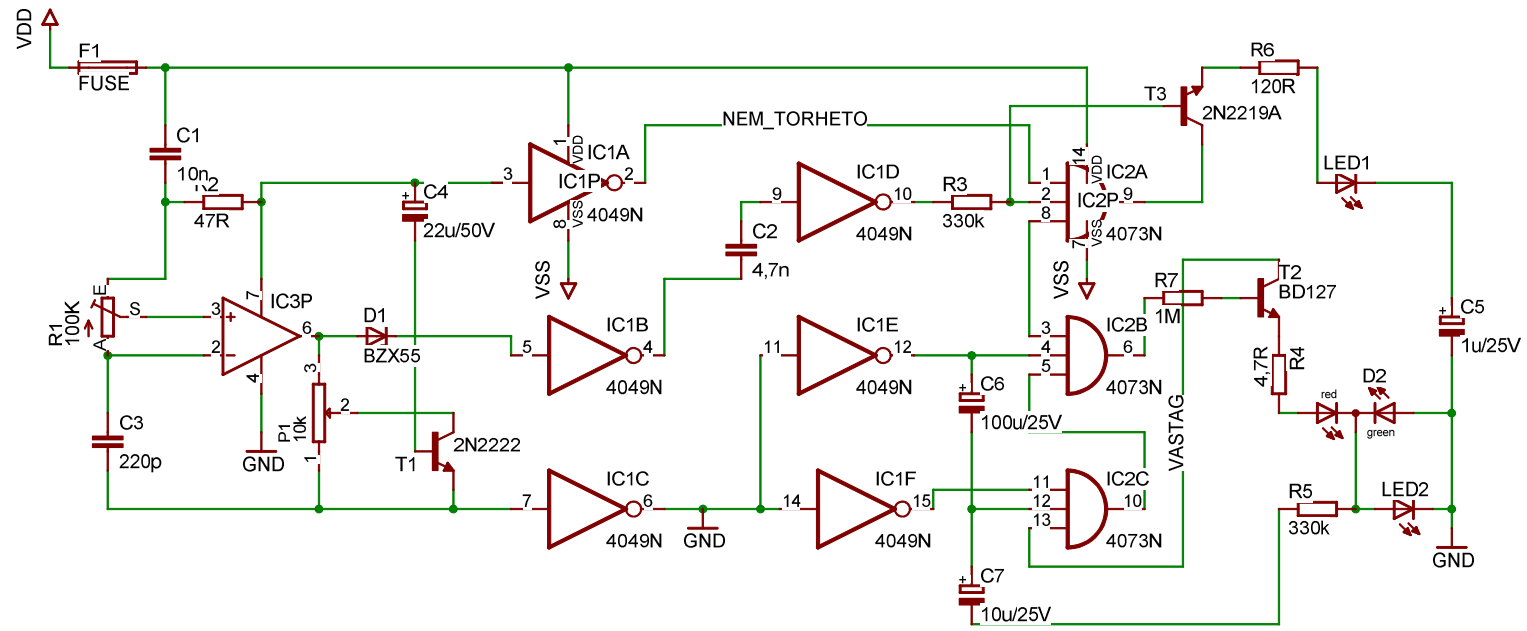 VDD
F1
FUSE
C1
10n
R2
47R
R1
100K
E
S
A
C3
220p
IC3P
3
+
2
-
7
4
6
GND
D1
BZX55
P1
10k
3
2
1
T1
2N2222
C4
+
22u/50V
IC1A
IC1P
4049N
3
2
1
VDD
8
VSS
VSS
IC1B
4049N
5
4
IC1C
4049N
7
6
GND
NEM_TORHETO
C2
4,7n
IC1D
4049N
9
10
IC1E
4049N
11
12
IC1F
4049N
14
15
R3
330k
C6
+
100u/25V
C7
+
10u/25V
IC2A
IC2P
4073N
1
2
8
9
14
VDD
7
VSS
VSS
IC2B
4073N
3
4
5
6
IC2C
4073N
11
12
13
10
VASTAG
T3
2N2219A
R6
120R
LED1
R7
1M
T2
BD127
R4
4,7R
red
D2
green
C5
+
1u/25V
R5
330k
LED2
GND